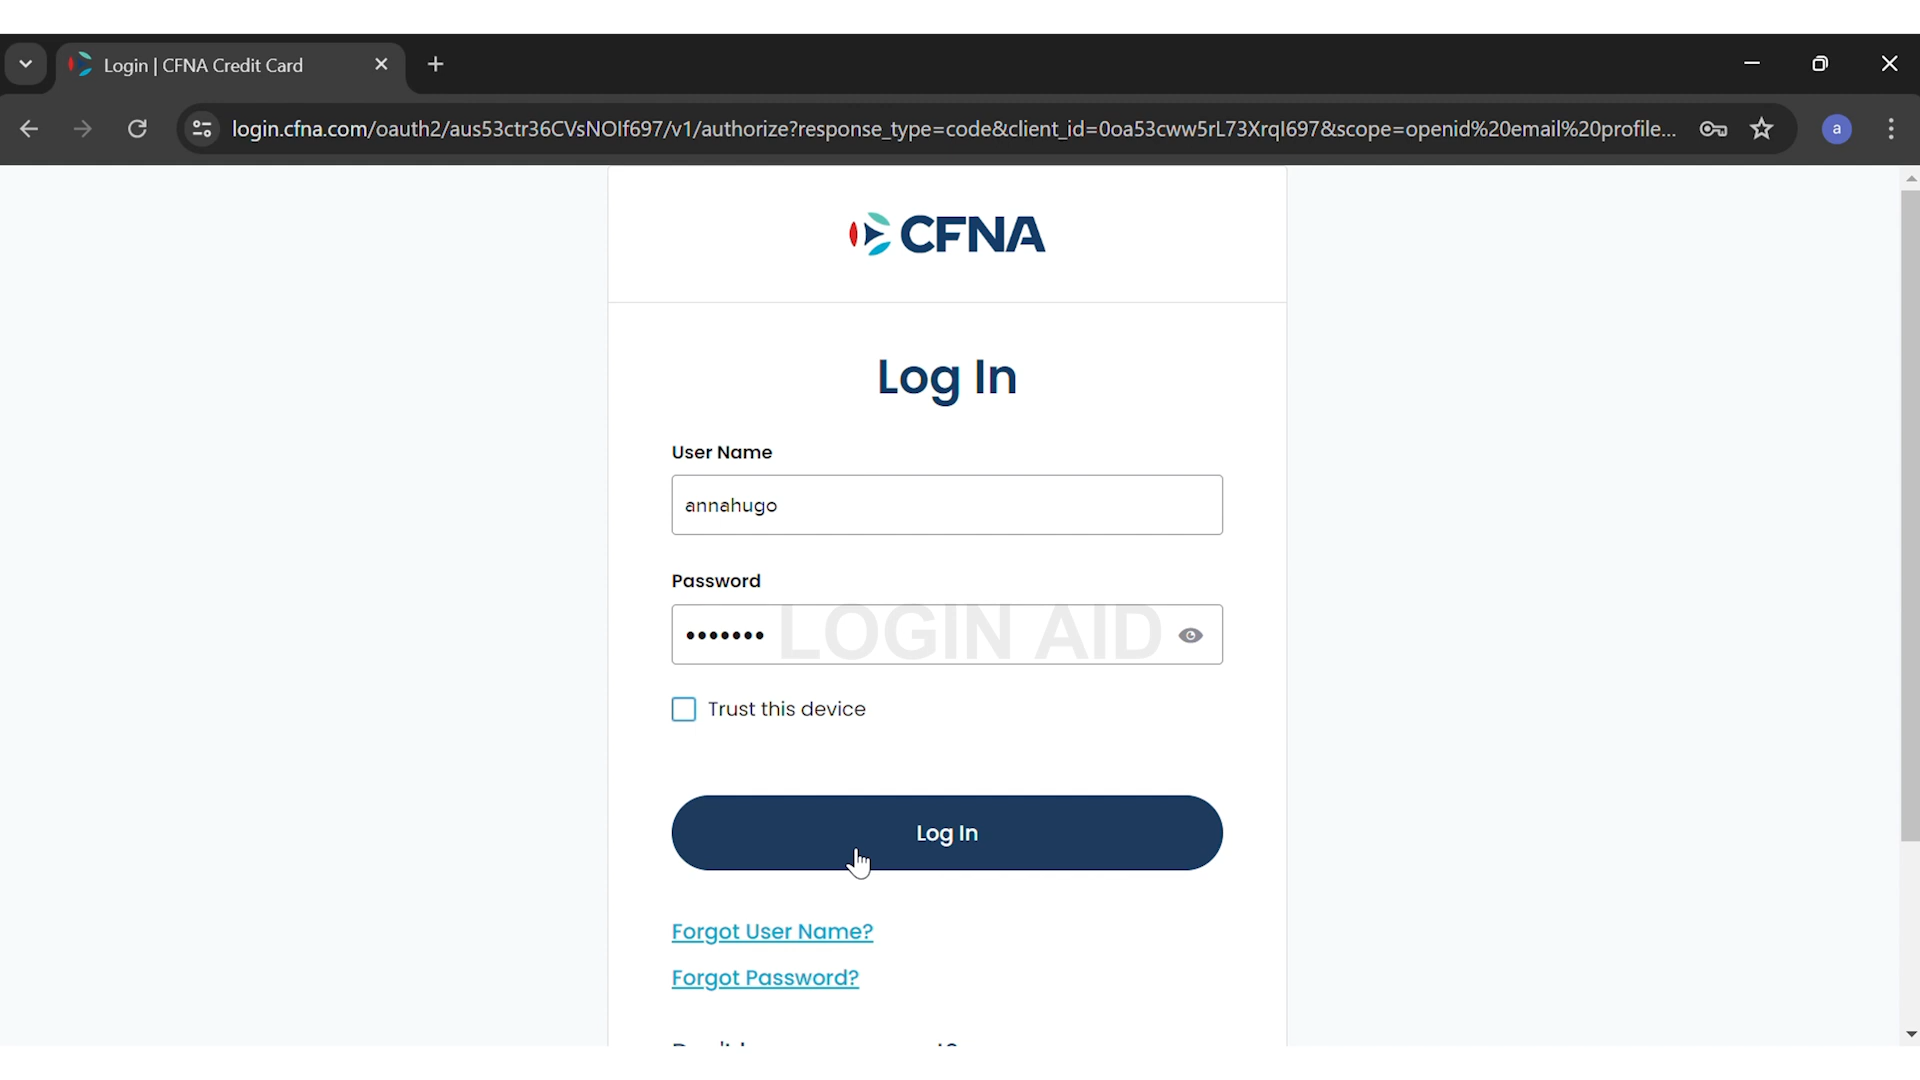 Login | CFNA Credit Card
login.cfna.com/oauth2/aus53ctr36CVsNOlf697/v1/authorize?response_type=code&client_id=0oa53cww5rL73Xrql697&scope=openid%20email%20profile...
a
CFNA
Log In
User Name
annahugo
Password
•••••••
LOGIN AID
Trust this device
Log In
Forgot User Name?
Forgot Password?